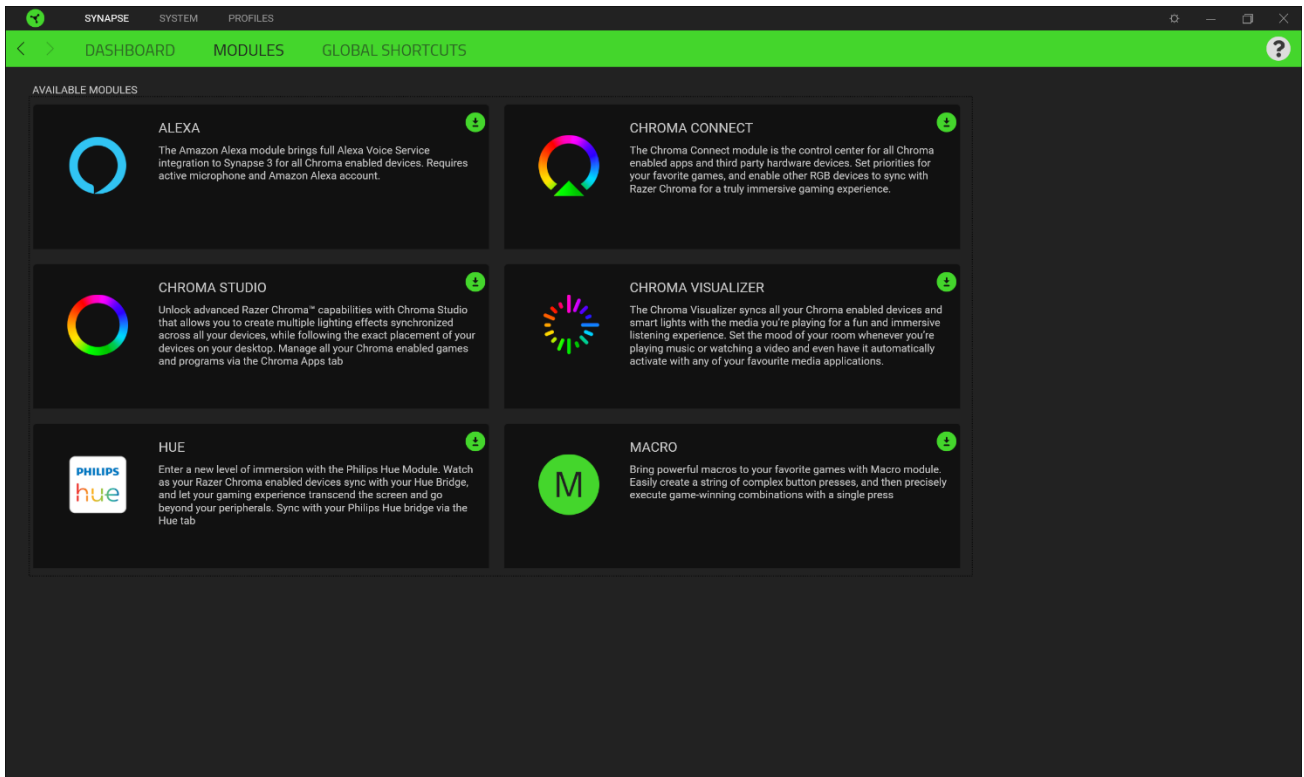 SYNAPSE SYSTEM PROFILES
DASHBOARD MODULES GLOBAL SHORTCUTS ?
AVAILABLE MODULES
ALEXA
The Amazon Alexa module brings full Alexa Voice Service
integration to Synapse 3 for all Chroma enabled devices. Requires
active microphone and Amazon Alexa account.
CHROMA CONNECT
The Chroma Connect module is the control center for all Chroma
enabled apps and third party hardware devices. Set priorities for
your favorite games, and enable other RGB devices to sync with
Razer Chroma for a truly immersive gaming experience.
CHROMA STUDIO
Unlock advanced Razer Chroma™ capabilities with Chroma Studio
that allows you to create multiple lighting effects synchronized
across all your devices, while following the exact placement of your
devices on your desktop. Manage all your Chroma enabled games
and programs via the Chroma Apps tab
CHROMA VISUALIZER
The Chroma Visualizer syncs all your Chroma enabled devices and
smart lights with the media you're playing for a fun and immersive
listening experience. Set the mood of your room whenever you're
playing music or watching a video and even have it automatically
activate with any of your favourite media applications.
PHILIPS
hue
HUE
Enter a new level of immersion with the Philips Hue Module. Watch
as your Razer Chroma enabled devices sync with your Hue Bridge,
and let your gaming experience transcend the screen and go
beyond your peripherals. Sync with your Philips Hue bridge via the
Hue tab
M
MACRO
Bring powerful macros to your favorite games with Macro module.
Easily create a string of complex button presses, and then precisely
execute game-winning combinations with a single press